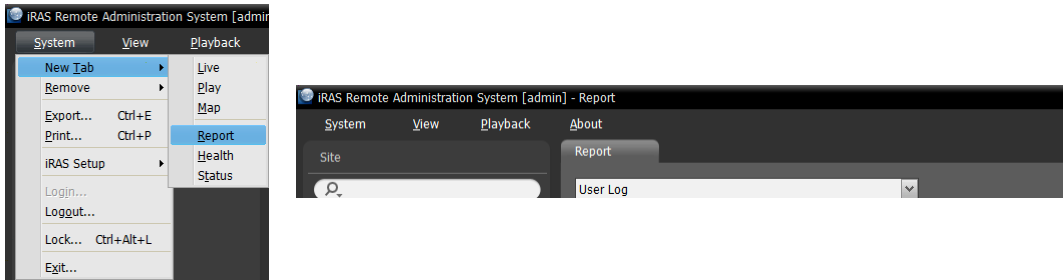 iRAS Remote Administration System [admin
System View Playback
New Tab
Remove
Export... Ctrl+E
Print... Ctrl+P
iRAS Setup
Login...
Logout...
Lock... Ctrl+Alt+L
Exit...
Live
Play
Map
Report
Health
Status
iRAS Remote Administration System [admin] - Report
System View Playback About
Site
Report
User Log